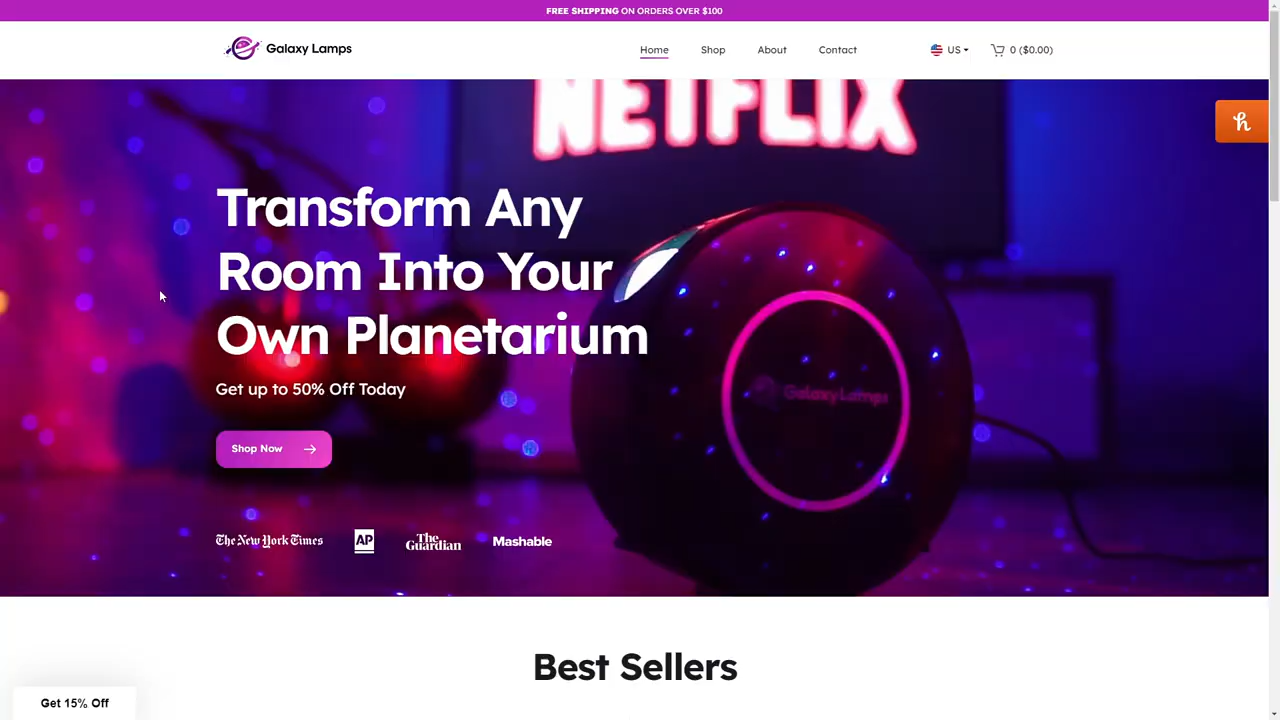 FREE SHIPPING ON ORDERS OVER $100
Galaxy Lamps
Home
Shop
About
Contact
US
0 ($0.00)
NETFLIX
h
Transform Any
Room Into Your
Own Planetarium
Get up to 50% Off Today
GalaxyLamps
Shop Now
The New York Times
AP
The
Guardian
Mashable
Best Sellers
Get 15% Off